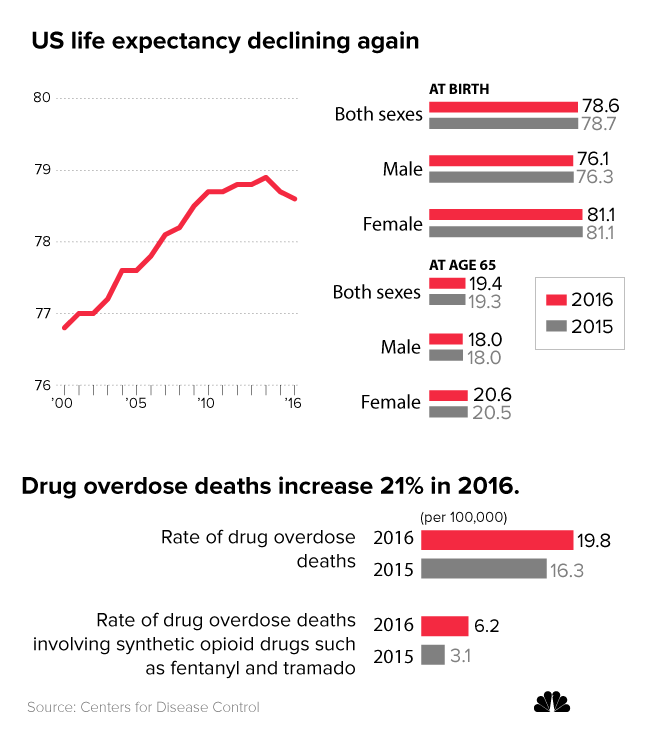 US life expectancy declining again
80
79
78
77
76
'00
'05
'10
'16
AT BIRTH
Both sexes
78.6
78.7
Male
76.1
76.3
Female
81.1
81.1
AT AGE 65
Both sexes
19.4
19.3
Male
18.0
18.0
Female
20.6
20.5
2016
2015
Drug overdose deaths increase 21% in 2016.
(per 100,000)
Rate of drug overdose
deaths
2016
19.8
2015
16.3
Rate of drug overdose deaths
involving synthetic opioid drugs such
as fentanyl and tramado
2016
6.2
2015
3.1
Source: Centers for Disease Control